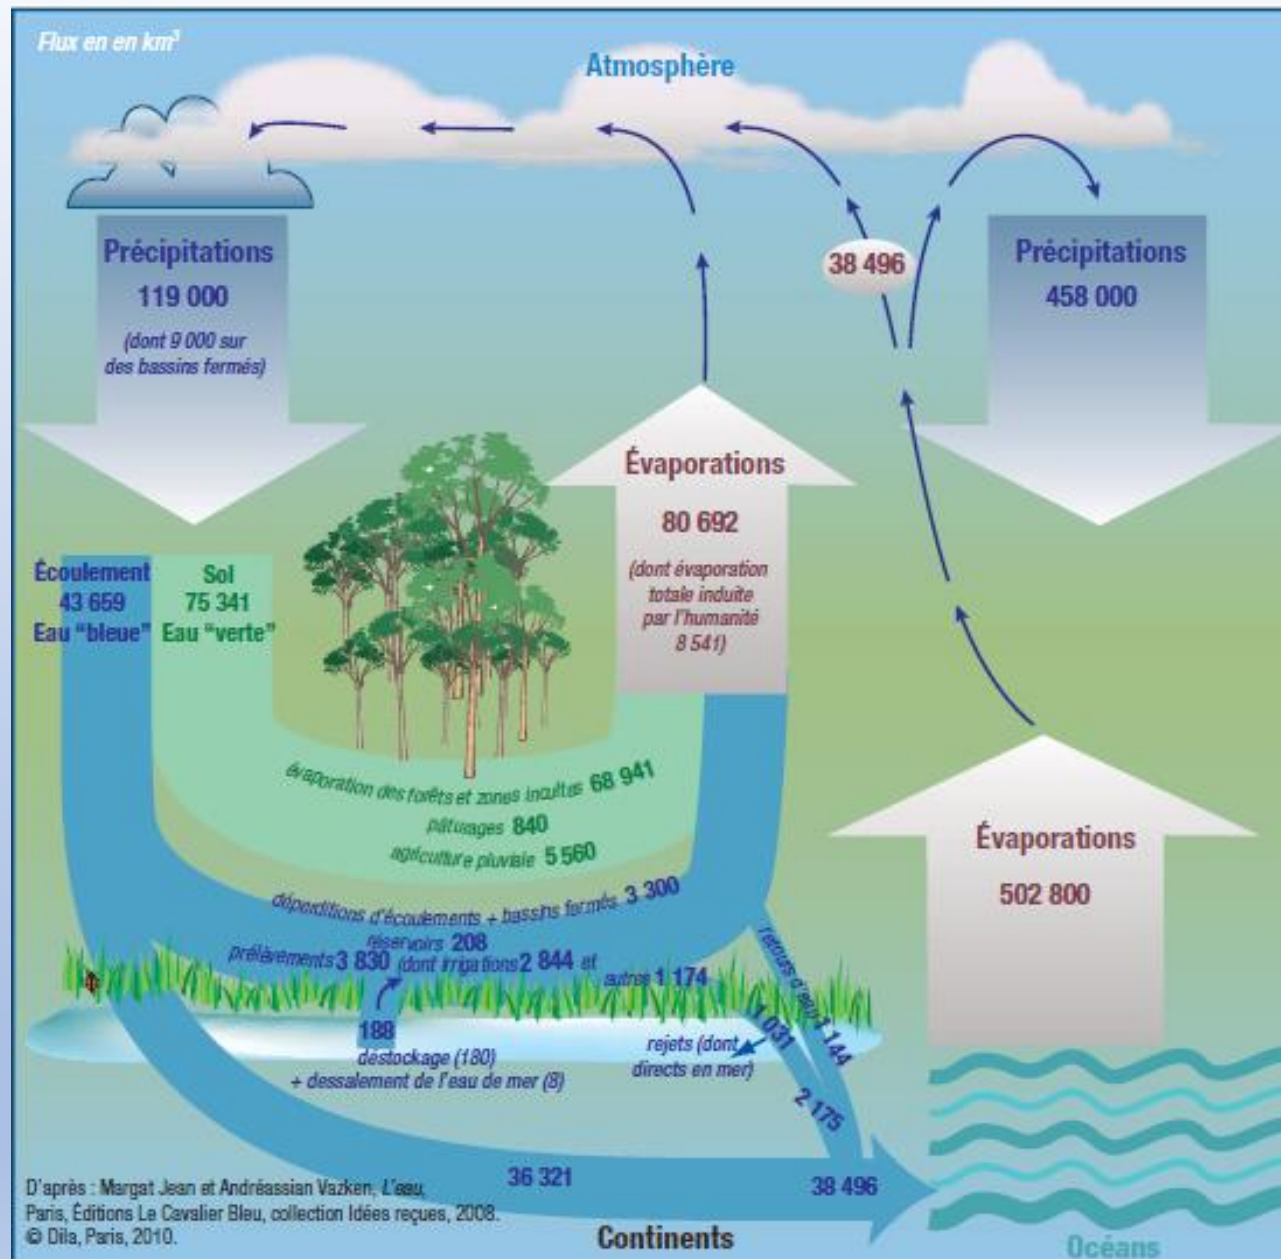 Flux en en km³
Atmosphère
Précipitations
119 000
(dont 9 000 sur
des bassins fermés)
38 496
Précipitations
458 000
Évaporations
80 692
(dont évaporation
totale induite
par l'humanité
8 541)
Écoulement
43 659
Eau "bleue"
Sol
75 341
Eau "verte"
évaporation des forêts et zones incultes 68 941
pâturages 840
agriculture pluviale 5 560
déperditions d'écoulements + bassins fermés 3 300
réservoirs 208
prélèvements 3 830 (dont irrigations 2 844 et
autres 1 174
retours d'eau
1 031
1 144
188
déstockage (180)
+ dessalement de l'eau de mer (8)
rejets (dont
directs en mer)
2 175
Évaporations
502 800
36 321
38 496
D'après : Margat Jean et Andréassian Vazken, L'eau,
Paris, Éditions Le Cavalier Bleu, collection Idées reçues, 2008.
© Dila, Paris, 2010.
Continents
Océans